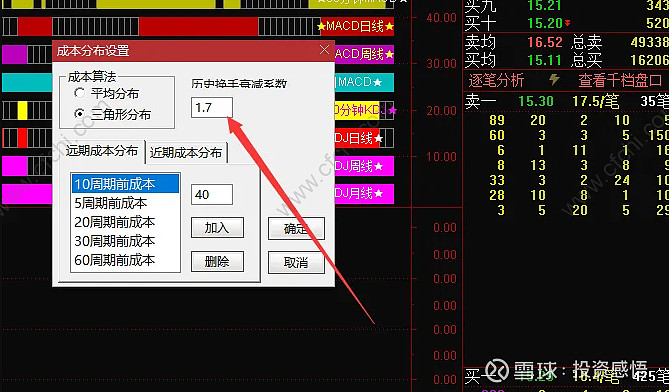 成本分布设置
成本算法
平均分布
三角形分布
历史换手衰减系数
1.7
远期成本分布
近期成本分布
10周期前成本
5周期前成本
20周期前成本
30周期前成本
60周期前成本
40
加入
删除
确定
取消
★MACD日线★
MACD周线★
MACD★
0分钟KDJ★
DJ日线★
DJ周线★
DJ月线★
40.00
30.00
20.00
10.00
0.00
0.00
0.00
0.00
0.00
0.00
买九 15.21 343
买十 15.20
卖均 16.52 总卖 49338
买均 15.11 总买 16206
逐笔分析 查看千档盘口
卖一 15.30 17.5/笔 35笔
89 20 2 10 5
60 3 3 5 150
6 1 11 1 16
8 13 3 8
33 3 2 24 10
28 10 8 1 10
3 5 20 5
买一 425笔
雪球：投资感悟